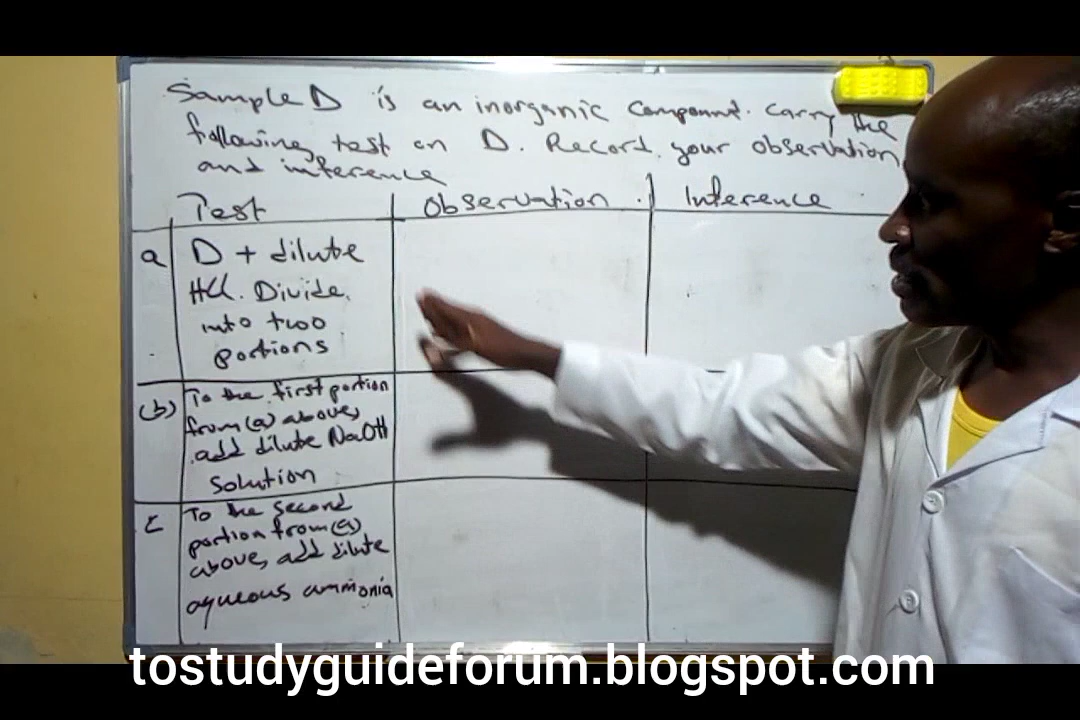 Sample D is an inorganic Compound. Carry the
following test on D. Record your observation
and inference
Test Observation Inference
a D + dilute
HCl. Divide
into two
portions
(b) To the first portion
from (a) above,
add dilute NaOH
solution
c To the second
portion from (a)
above, add dilute
aqueous ammonia
tostudyguideforum.blogspot.com